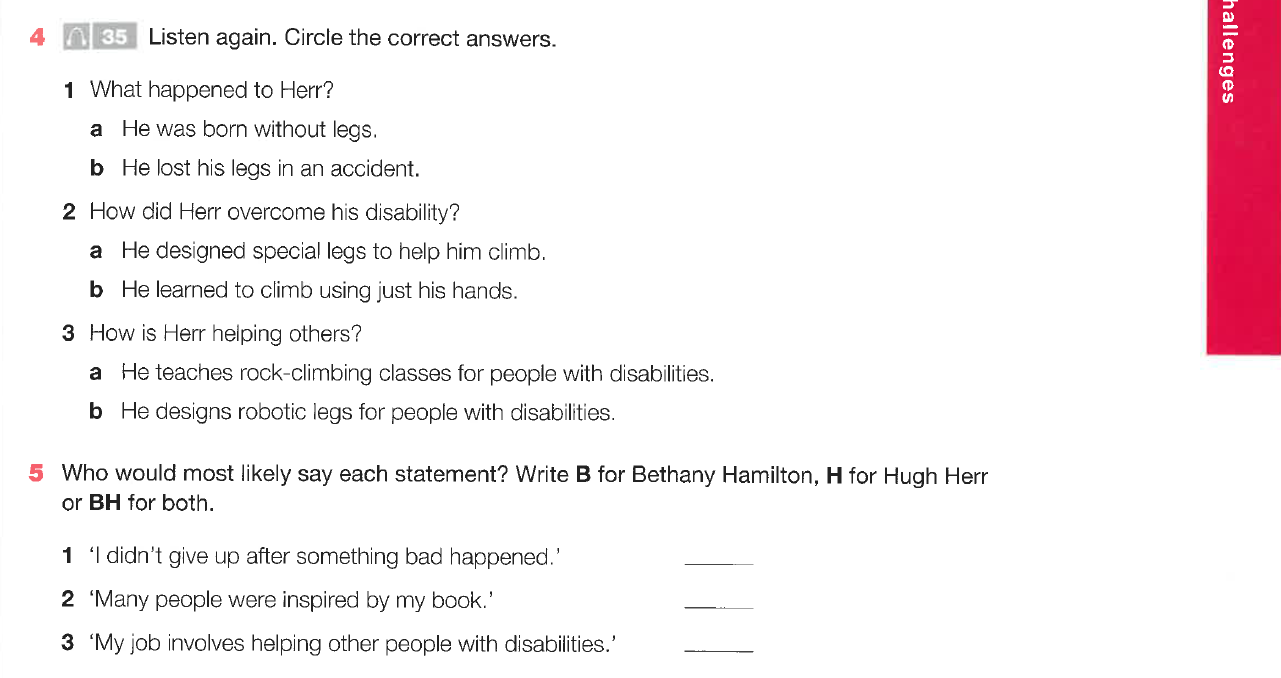 4 35 Listen again. Circle the correct answers.
1 What happened to Herr?
a He was born without legs.
b He lost his legs in an accident.
2 How did Herr overcome his disability?
a He designed special legs to help him climb.
b He learned to climb using just his hands.
3 How is Herr helping others?
a He teaches rock-climbing classes for people with disabilities.
b He designs robotic legs for people with disabilities.
5 Who would most likely say each statement? Write B for Bethany Hamilton, H for Hugh Herr
or BH for both.
1 ‘I didn’t give up after something bad happened.’
2 ‘Many people were inspired by my book.’
3 ‘My job involves helping other people with disabilities.’
hallenges